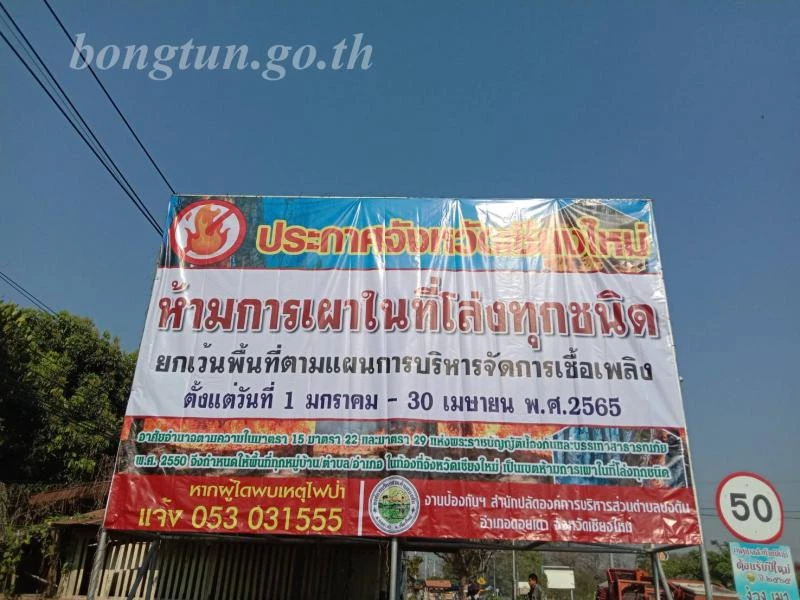 bongtun.go.th
ประกาศจังหวัดเชียงใหม่
ห้ามการเผาในที่โล่งทุกชนิด
ยกเว้นพื้นที่ตามแผนการบริหารจัดการเชื้อเพลิง
ตั้งแต่วันที่ 1 มกราคม - 30 เมษายน พ.ศ.2565
อาศัยอำนาจตามความในมาตรา 15 มาตรา 22 และมาตรา 29 แห่งพระราชบัญญัติป้องกันและบรรเทาสาธารณภัย
พ.ศ. 2550 จึงกำหนดให้พื้นที่ทุกหมู่บ้าน/ตำบล/อำเภอ ในท้องที่จังหวัดเชียงใหม่ เป็นเขตห้ามการเผาในที่โล่งทุกชนิด
หากผู้ใดพบเหตุไฟป่า
แจ้ง 053 031555
งานป้องกันฯ สำนักปลัดองค์การบริหารส่วนตำบลบงตัน
อำเภอดอยเต่า จังหวัดเชียงใหม่
50
ต้อนรับปีใหม่
ปี ๒๕๖๕